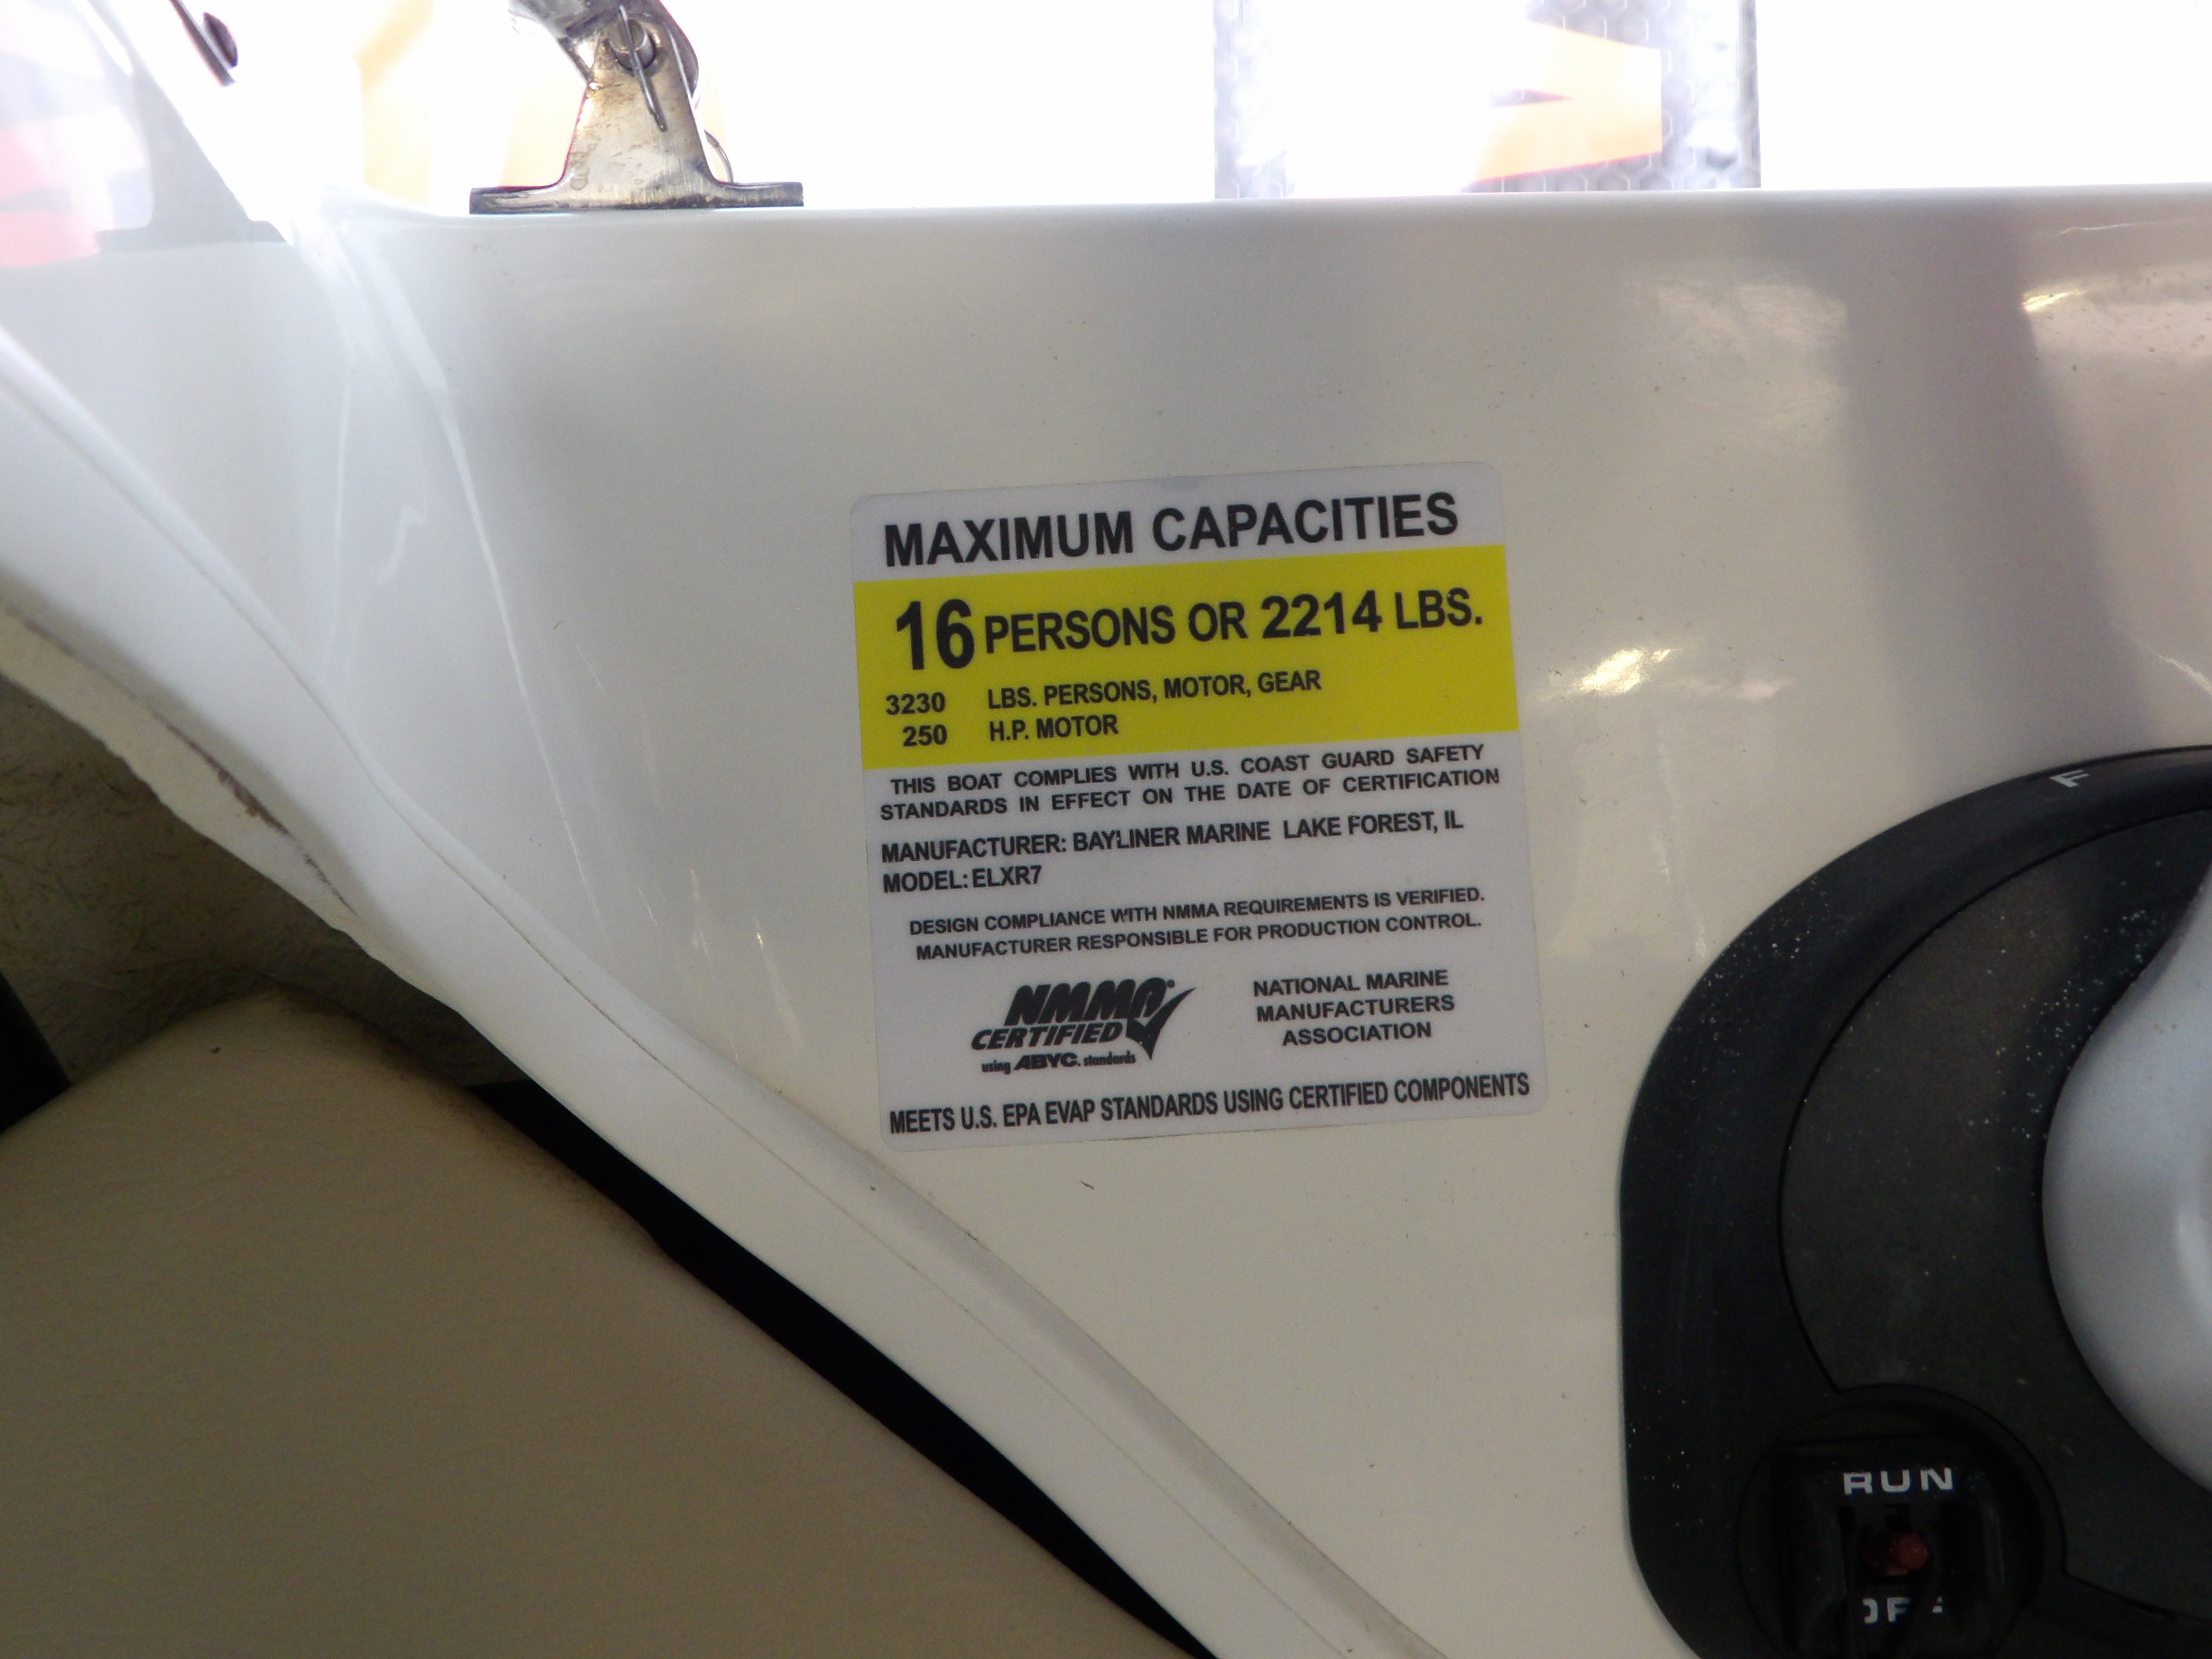 MAXIMUM CAPACITIES
16 PERSONS OR 2214 LBS.
3230 LBS. PERSONS, MOTOR, GEAR
250 H.P. MOTOR
THIS BOAT COMPLIES WITH U.S. COAST GUARD SAFETY
STANDARDS IN EFFECT ON THE DATE OF CERTIFICATION
MANUFACTURER: BAYLINER MARINE LAKE FOREST, IL
MODEL: ELXR7
DESIGN COMPLIANCE WITH NMMA REQUIREMENTS IS VERIFIED.
MANUFACTURER RESPONSIBLE FOR PRODUCTION CONTROL.
NMMA®
CERTIFIED
using ABYC. standards
NATIONAL MARINE
MANUFACTURERS
ASSOCIATION
MEETS U.S. EPA EVAP STANDARDS USING CERTIFIED COMPONENTS
F
RUN
OFF